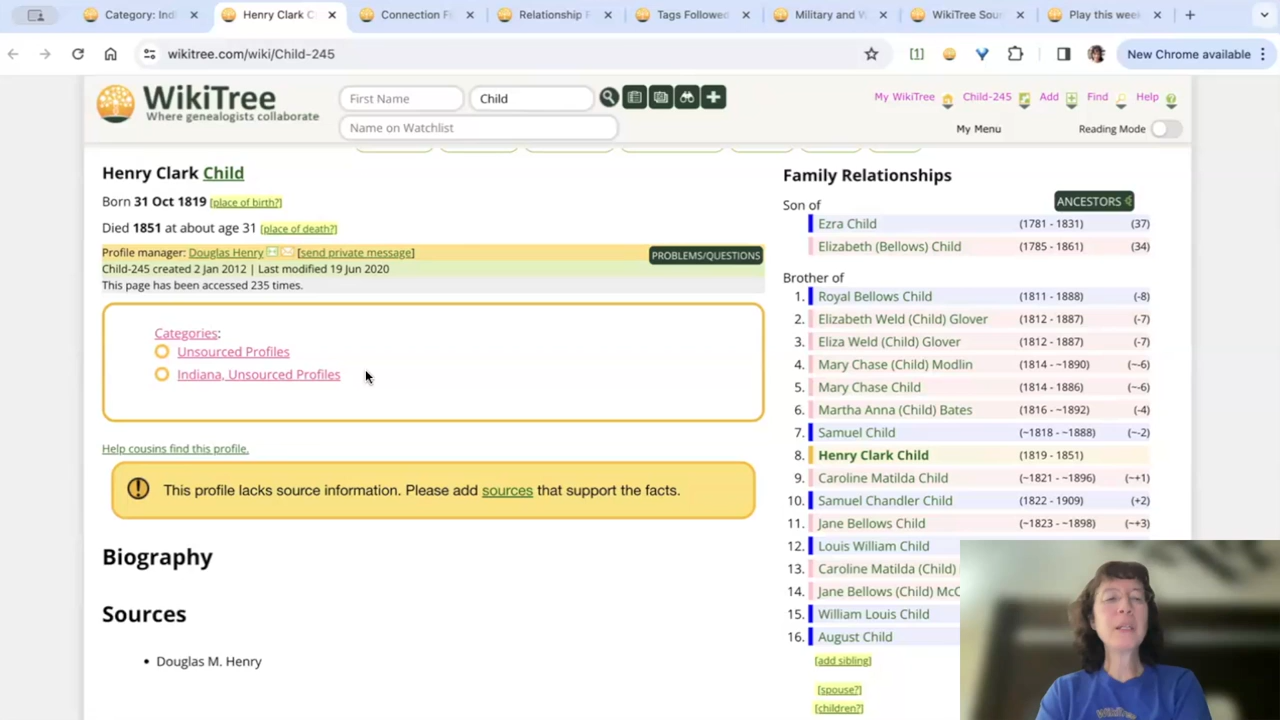 Category: Ind
Henry Clark C
Connection F
Relationship F
Tags Followed
Military and W
WikiTree Sour
Play this wee
wikitree.com/wiki/Child-245
[1]
New Chrome available
WikiTree
Where genealogists collaborate
First Name
Child
Name on Watchlist
My WikiTree
Child-245
Add
Find
Help
My Menu
Reading Mode
Henry Clark Child
Born 31 Oct 1819 [place of birth?]
Died 1851 at about age 31 [place of death?]
Profile manager: Douglas Henry [send private message]
Child-245 created 2 Jan 2012 | Last modified 19 Jun 2020
This page has been accessed 235 times.
PROBLEMS/QUESTIONS
Categories:
Unsourced Profiles
Indiana, Unsourced Profiles
Help cousins find this profile.
This profile lacks source information. Please add sources that support the facts.
Biography
Sources
• Douglas M. Henry
Family Relationships
ANCESTORS
Son of
Ezra Child (1781 - 1831) (37)
Elizabeth (Bellows) Child (1785 - 1861) (34)
Brother of
1. Royal Bellows Child (1811 - 1888) (-8)
2. Elizabeth Weld (Child) Glover (1812 - 1887) (-7)
3. Eliza Weld (Child) Glover (1812 - 1887) (-7)
4. Mary Chase (Child) Modlin (1814 - ~1890) (~-6)
5. Mary Chase Child (1814 - 1886) (~-6)
6. Martha Anna (Child) Bates (1816 - ~1892) (-4)
7. Samuel Child (~1818 - ~1888) (~-2)
8. Henry Clark Child (1819 - 1851)
9. Caroline Matilda Child (~1821 - ~1896) (~+1)
10. Samuel Chandler Child (1822 - 1909) (+2)
11. Jane Bellows Child (~1823 - ~1898) (~+3)
12. Louis William Child
13. Caroline Matilda (Child)
14. Jane Bellows (Child) McC
15. William Louis Child
16. August Child
[add sibling]
[spouse?]
[children?]